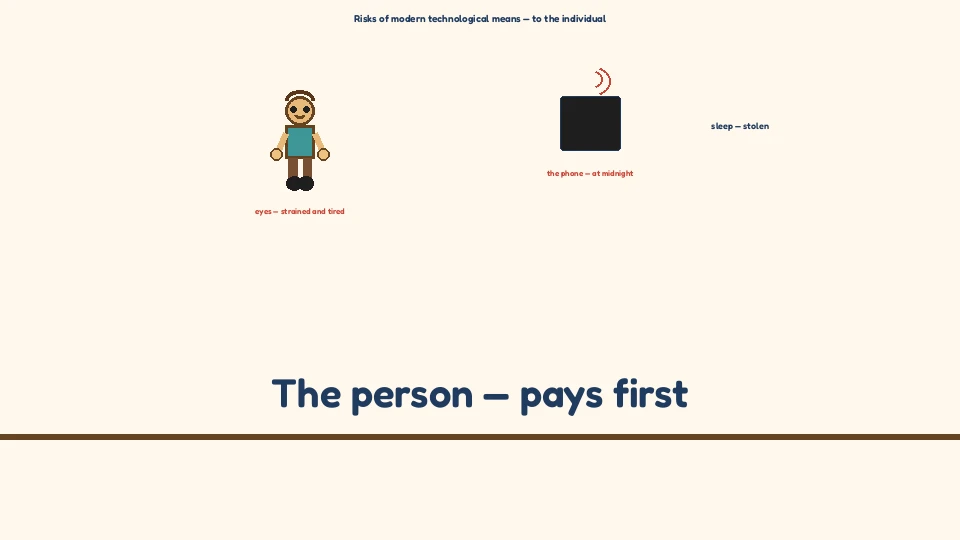 Risks of modern technological means — to the individual
sleep — stolen
the phone — at midnight
eyes — strained and tired
The person — pays first